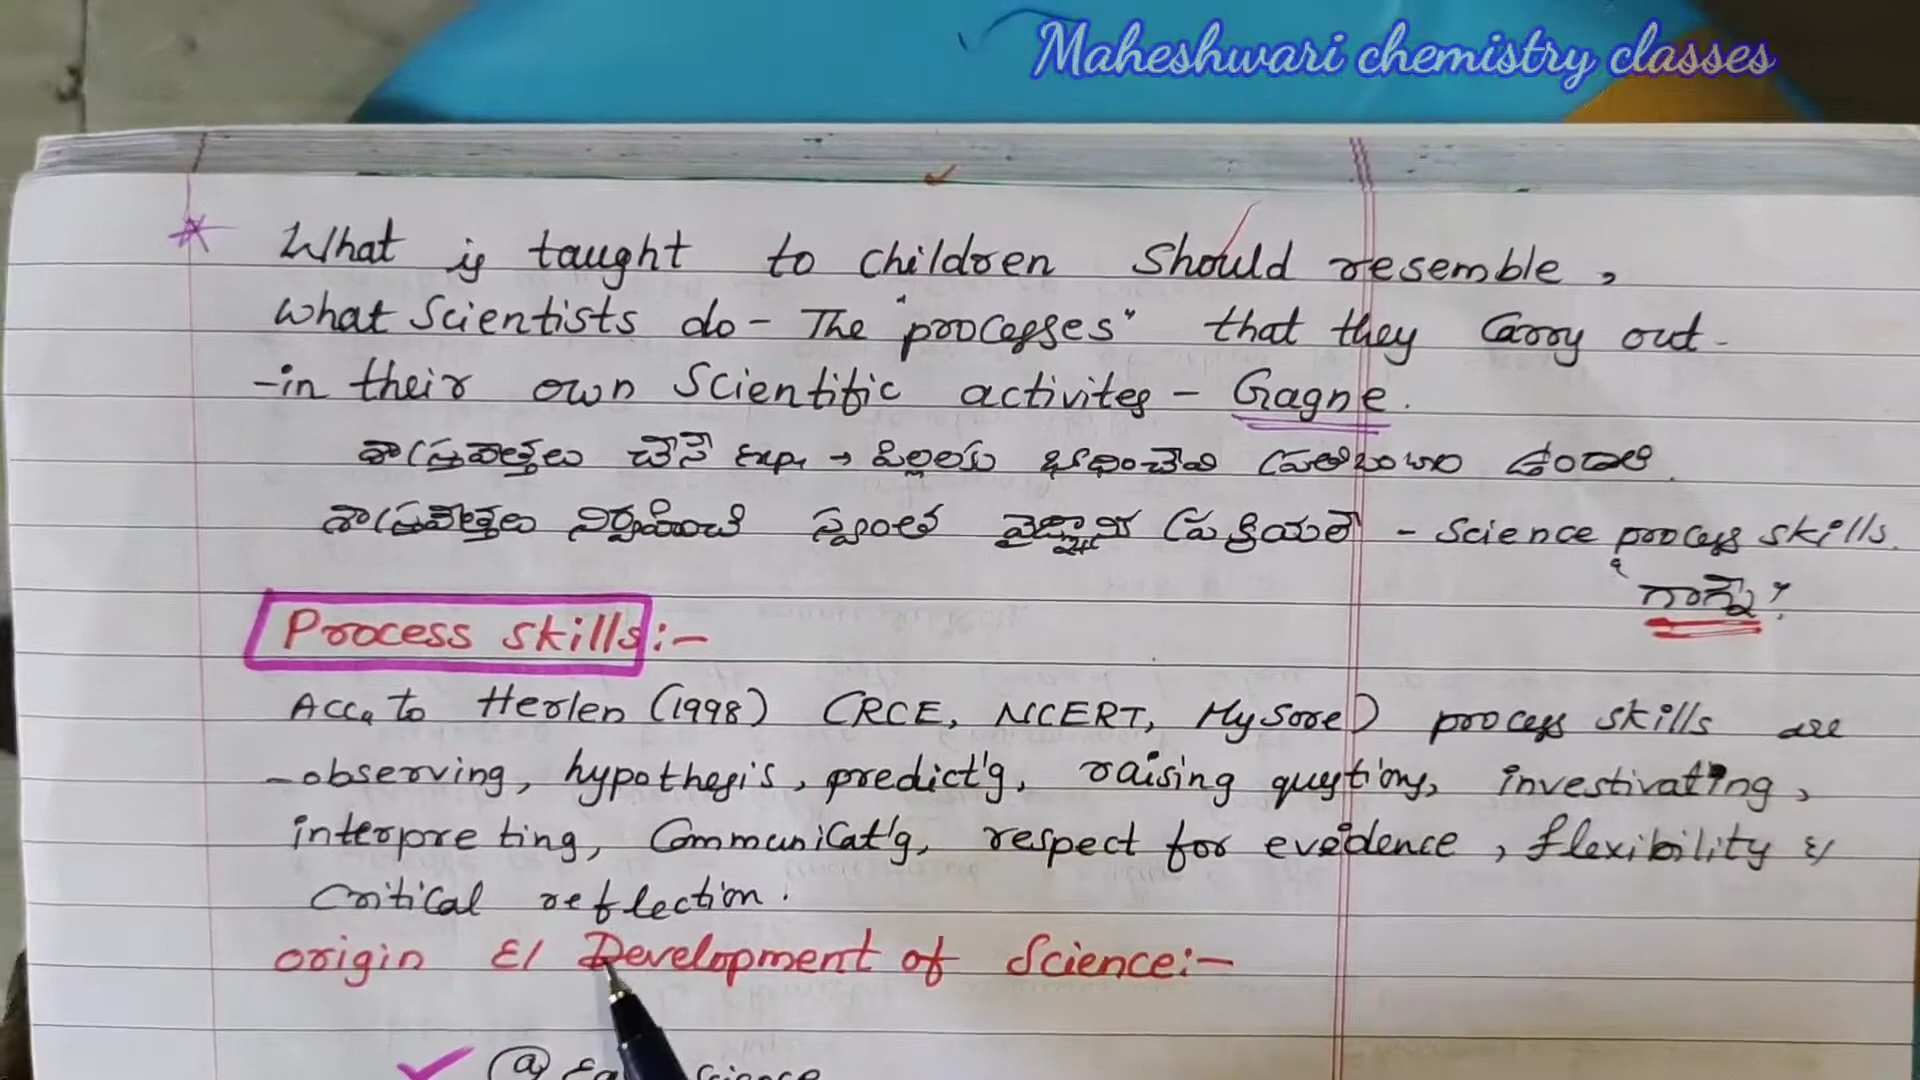 Maheshwari chemistry classes
What is taught to children should resemble,
what Scientists do - The "processes" that they Carry out -
-in their own Scientific activites - Gagne.
శాస్త్రవేత్తలు చేసే Exp. → పిల్లలకు బోధించేవి ప్రతిబింబం ఉండాలి.
శాస్త్రవేత్తలు నిర్వహించే స్వంత వైజ్ఞానిక ప్రక్రియలే - Science process skills.
"గాగ్నే"
Process skills:-
Acc. to Herlen (1998) CRCE, NCERT, Mysore) process skills are
-observing, hypothesis, predict'g, raising questions, investivating,
interpreting, Communicat'g, respect for evidence, flexibility &
Critical reflection.
origin & Development of Science:-
(a) Science